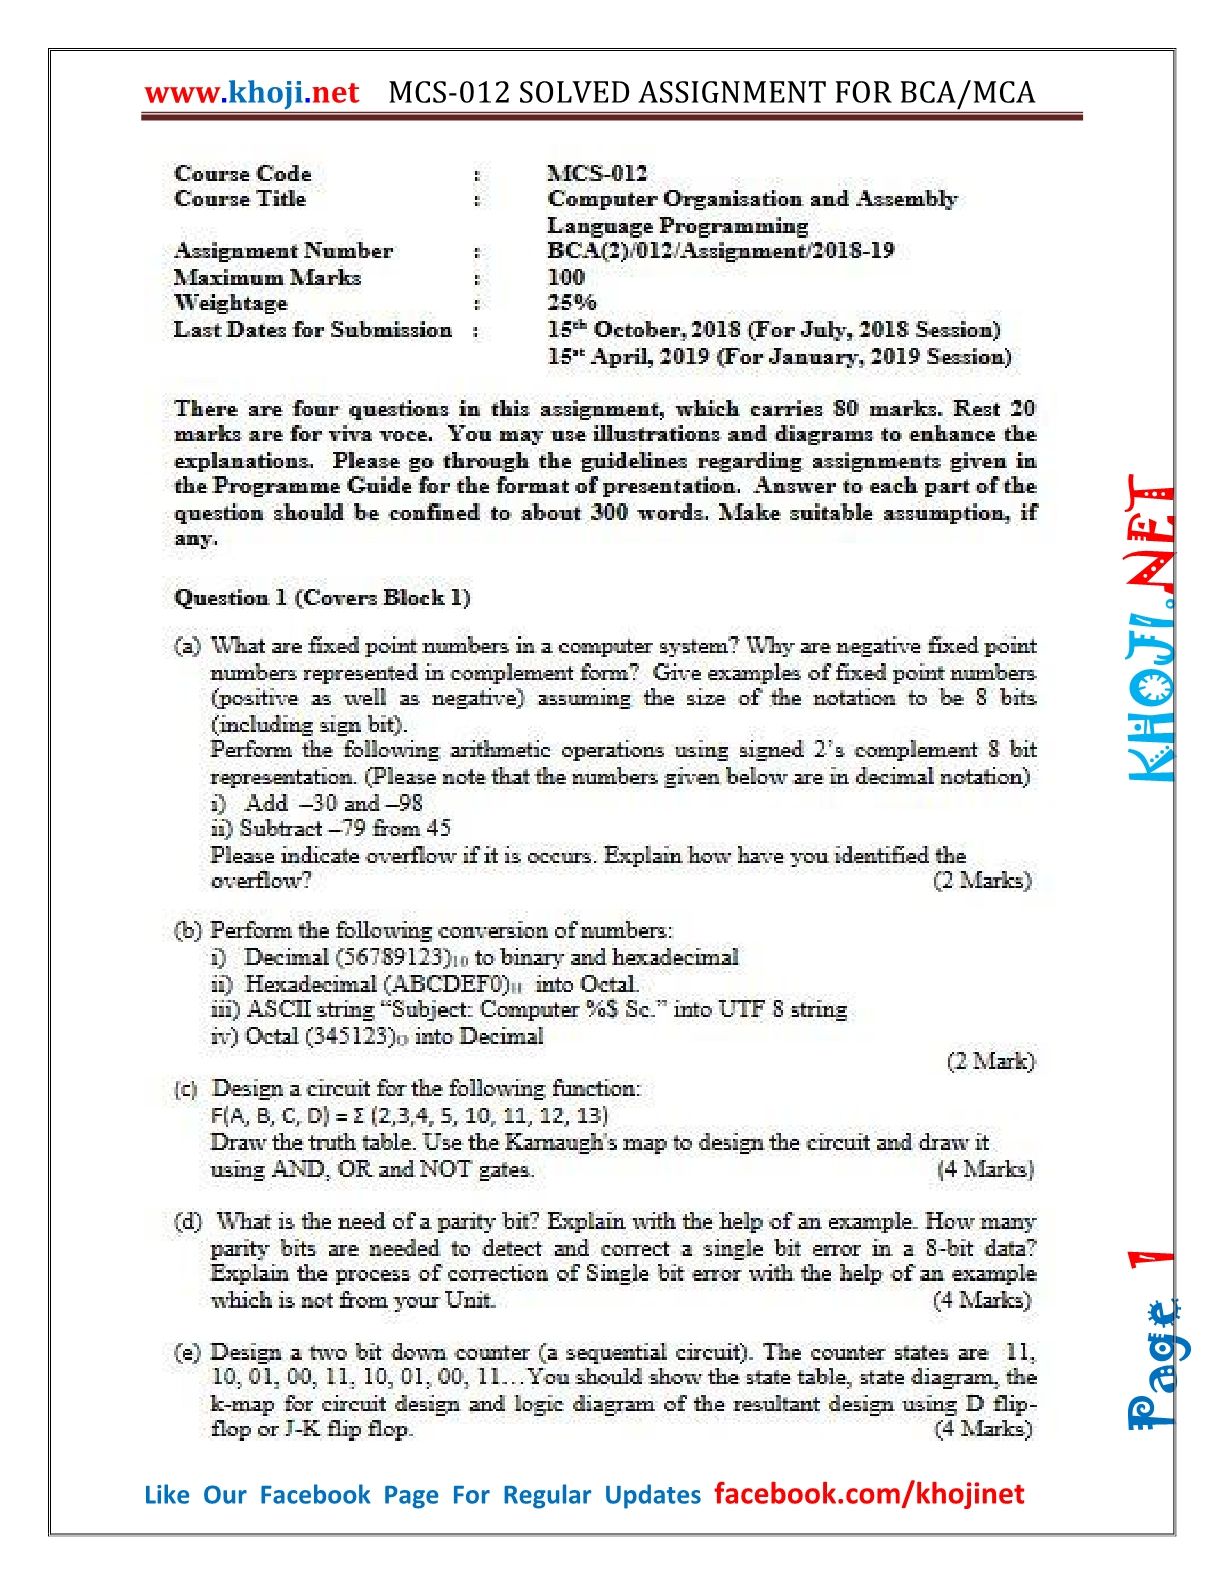 www.khoji.net MCS-012 SOLVED ASSIGNMENT FOR BCA/MCA
Course Code : MCS-012
Course Title : Computer Organisation and Assembly
Language Programming
Assignment Number : BCA(2)/012/Assignment/2018-19
Maximum Marks : 100
Weightage : 25%
Last Dates for Submission : 15th October, 2018 (For July, 2018 Session)
15st April, 2019 (For January, 2019 Session)
There are four questions in this assignment, which carries 80 marks. Rest 20
marks are for viva voce. You may use illustrations and diagrams to enhance the
explanations. Please go through the guidelines regarding assignments given in
the Programme Guide for the format of presentation. Answer to each part of the
question should be confined to about 300 words. Make suitable assumption, if
any.
Question 1 (Covers Block 1)
(a) What are fixed point numbers in a computer system? Why are negative fixed point
numbers represented in complement form? Give examples of fixed point numbers
(positive as well as negative) assuming the size of the notation to be 8 bits
(including sign bit).
Perform the following arithmetic operations using signed 2's complement 8 bit
representation. (Please note that the numbers given below are in decimal notation)
i) Add –30 and –98
ii) Subtract –79 from 45
Please indicate overflow if it is occurs. Explain how have you identified the
overflow? (2 Marks)
(b) Perform the following conversion of numbers:
i) Decimal (56789123)10 to binary and hexadecimal
ii) Hexadecimal (ABCDEF0)H into Octal.
iii) ASCII string “Subject: Computer %$ Sc.” into UTF 8 string
iv) Octal (345123)O into Decimal
(2 Mark)
(c) Design a circuit for the following function:
F(A, B, C, D) = Σ (2,3,4, 5, 10, 11, 12, 13)
Draw the truth table. Use the Karnaugh's map to design the circuit and draw it
using AND, OR and NOT gates. (4 Marks)
(d) What is the need of a parity bit? Explain with the help of an example. How many
parity bits are needed to detect and correct a single bit error in a 8-bit data?
Explain the process of correction of Single bit error with the help of an example
which is not from your Unit. (4 Marks)
(e) Design a two bit down counter (a sequential circuit). The counter states are 11,
10, 01, 00, 11, 10, 01, 00, 11…You should show the state table, state diagram, the
k-map for circuit design and logic diagram of the resultant design using D flip-
flop or J-K flip flop. (4 Marks)
KHOJI.NET
Page 1
Like Our Facebook Page For Regular Updates facebook.com/khojinet